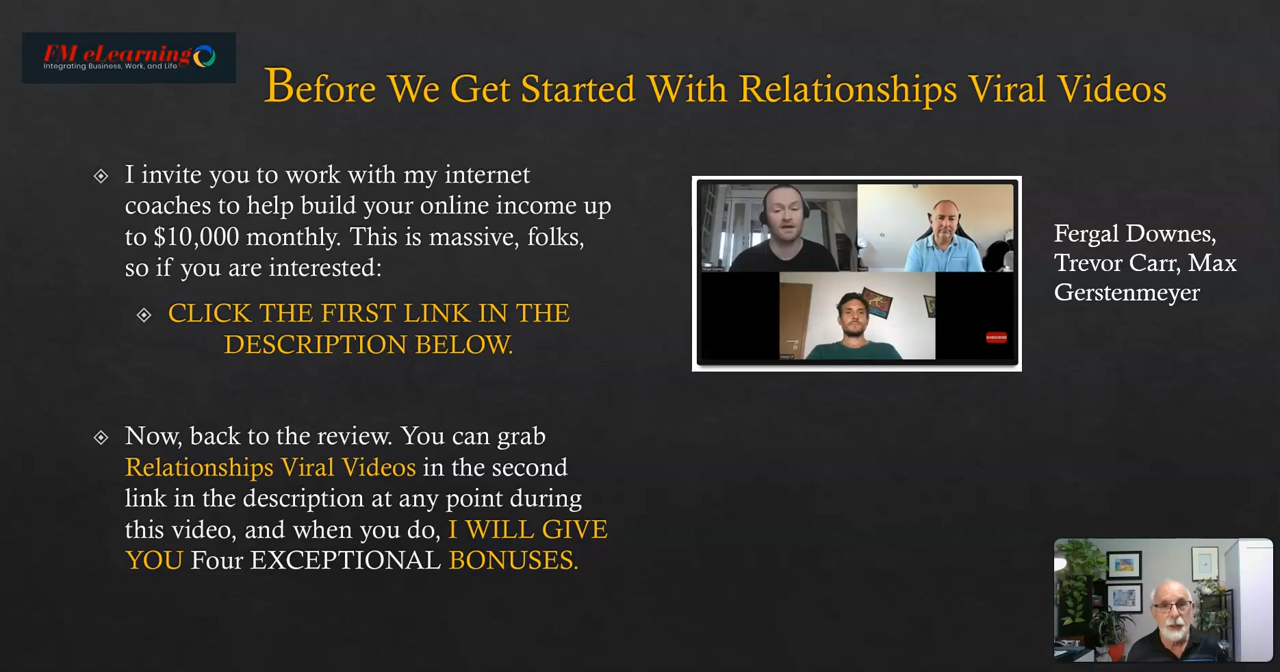 FM eLearning
Integrating Business, Work, and Life
Before We Get Started With Relationships Viral Videos
I invite you to work with my internet
coaches to help build your online income up
to $10,000 monthly. This is massive, folks,
so if you are interested:
CLICK THE FIRST LINK IN THE
DESCRIPTION BELOW.
Now, back to the review. You can grab
Relationships Viral Videos in the second
link in the description at any point during
this video, and when you do, I WILL GIVE
YOU Four EXCEPTIONAL BONUSES.
SUBSCRIBE
Fergal Downes,
Trevor Carr, Max
Gerstenmeyer